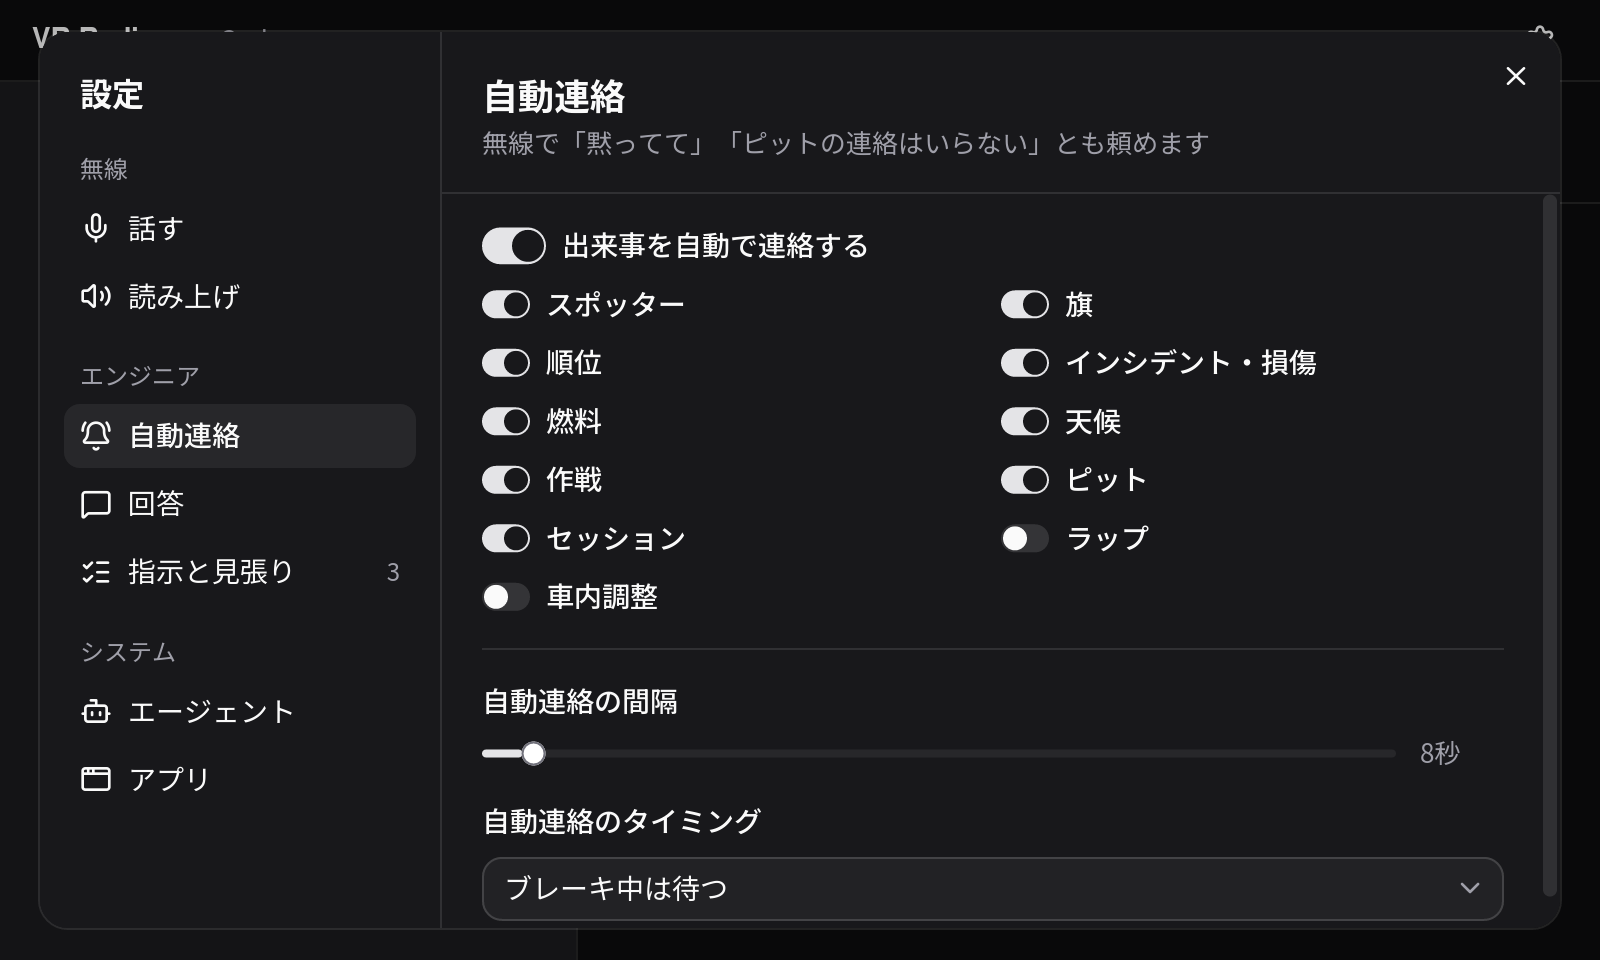 設定
無線
話す
読み上げ
エンジニア
自動連絡
回答
指示と見張り 3
システム
エージェント
アプリ
自動連絡
無線で「黙ってて」「ピットの連絡はいらない」とも頼めます
出来事を自動で連絡する
スポッター
旗
順位
インシデント・損傷
燃料
天候
作戦
ピット
セッション
ラップ
車内調整
自動連絡の間隔
8秒
自動連絡のタイミング
ブレーキ中は待つ